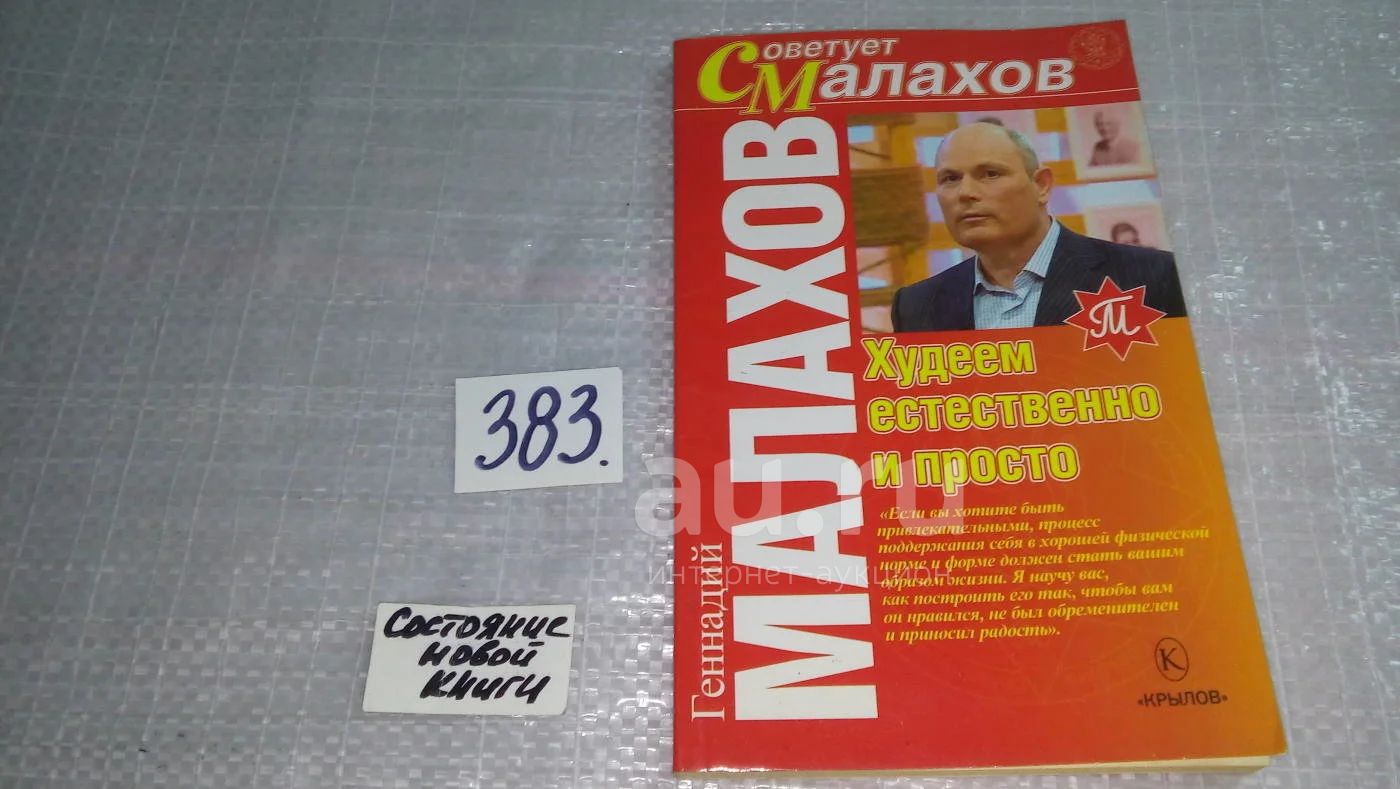 Советует
Малахов
Геннадий
МАЛАХОВ
М
Худеем
естественно
и просто
«Если вы хотите быть
привлекательными, процесс
поддержания себя в хорошей физической
норме и форме должен стать вашим
образом жизни. Я научу вас,
как построить его так, чтобы вам
он нравился, не был обременителен
и приносил радость».
К
«КРЫЛОВ»
383.
Состояние
новой
книги
au.ru
интернет-аукцион